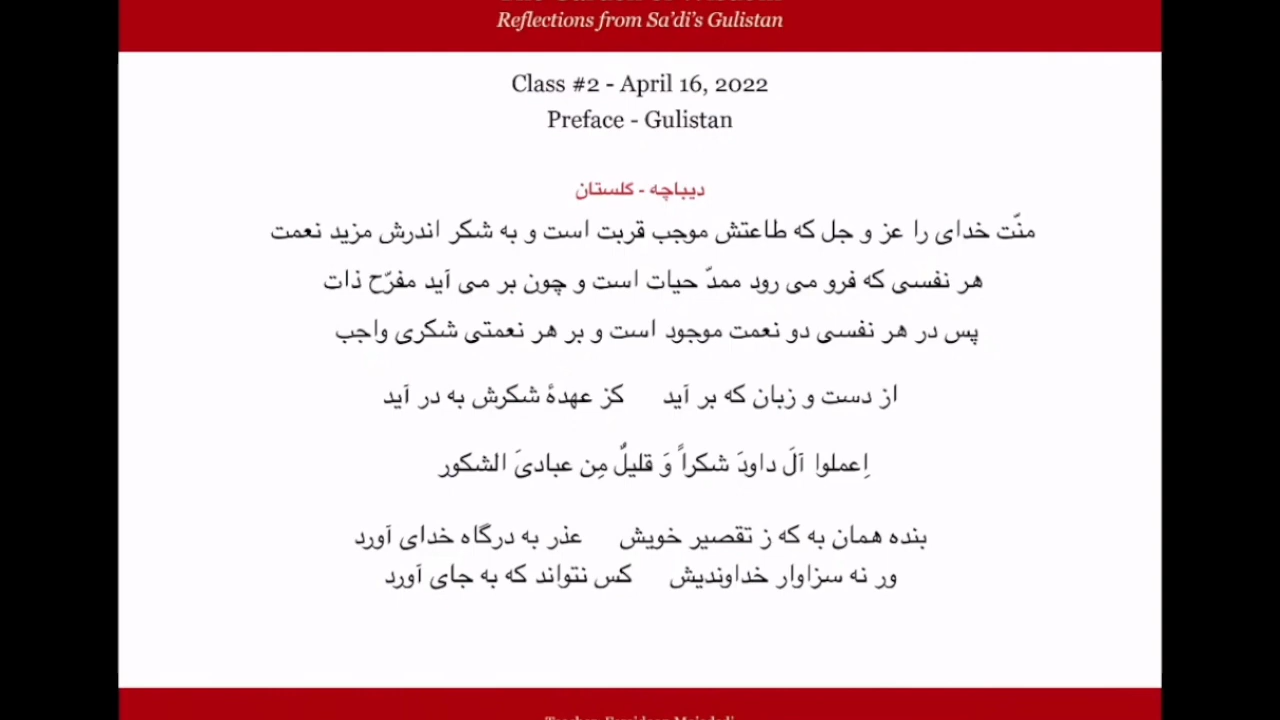 Reflections from Sa'di's Gulistan
Class #2 - April 16, 2022
Preface - Gulistan
دیباچه - گلستان
منّت خدای را عز و جل که طاعتش موجب قربت است و به شکر اندرش مزید نعمت
هر نفسی که فرو می رود ممدّ حیات است و چون بر می آید مفرّح ذات
پس در هر نفسی دو نعمت موجود است و بر هر نعمتی شکری واجب
از دست و زبان که بر آید کز عهدهٔ شکرش به در آید
اِعملوا آلَ داودَ شکراً وَ قلیلٌ مِن عبادیَ الشکور
بنده همان به که ز تقصیر خویش عذر به درگاه خدای آورد
ور نه سزاوار خداوندیش کس نتواند که به جای آورد